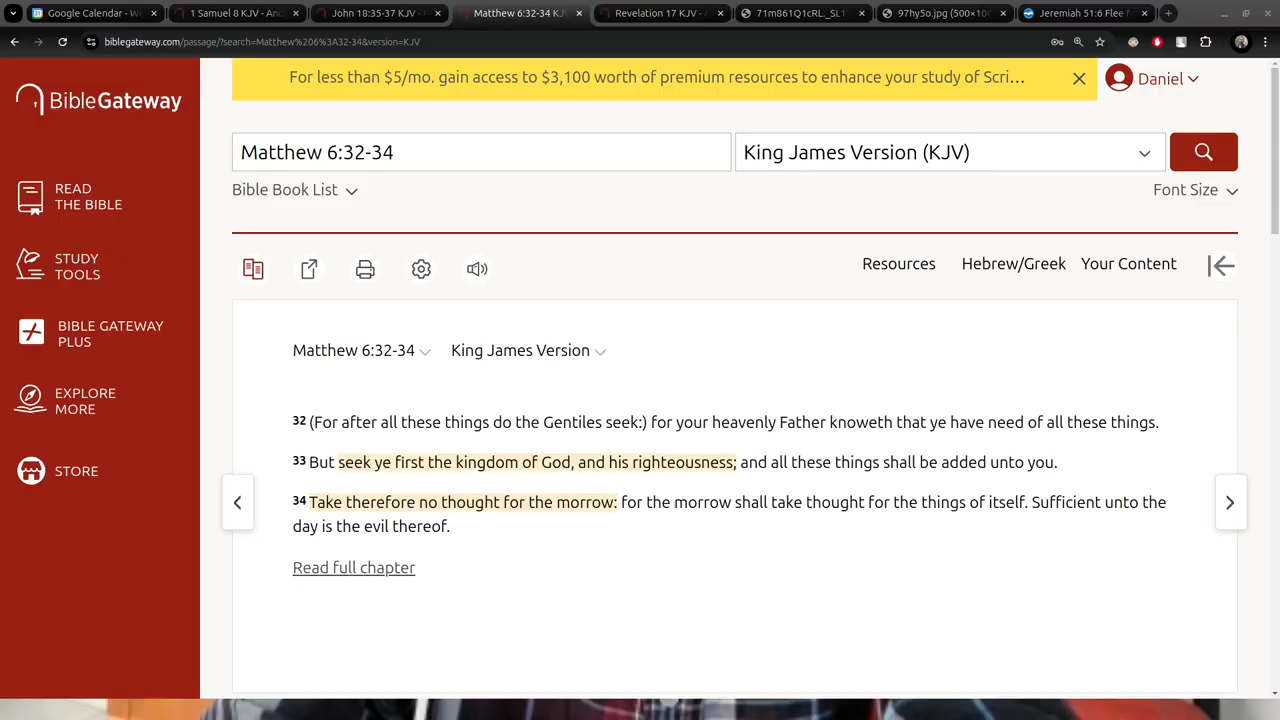 Google Calendar - We
1 Samuel 8 KJV - And
John 18:35-37 KJV -
Matthew 6:32-34 KJV
Revelation 17 KJV - A
71m861Q1cRL._SL1
97hy5o.jpg (500×100
Jeremiah 51:6 Flee f
biblegateway.com/passage/?search=Matthew%206%3A32-34&version=KJV
For less than $5/mo. gain access to $3,100 worth of premium resources to enhance your study of Scri…
Daniel
BibleGateway
Matthew 6:32-34
King James Version (KJV)
Bible Book List
Font Size
READ
THE BIBLE
STUDY
TOOLS
BIBLE GATEWAY
PLUS
EXPLORE
MORE
STORE
Resources
Hebrew/Greek
Your Content
Matthew 6:32-34
King James Version
32 (For after all these things do the Gentiles seek:) for your heavenly Father knoweth that ye have need of all these things.
33 But seek ye first the kingdom of God, and his righteousness; and all these things shall be added unto you.
34 Take therefore no thought for the morrow: for the morrow shall take thought for the things of itself. Sufficient unto the
day is the evil thereof.
Read full chapter